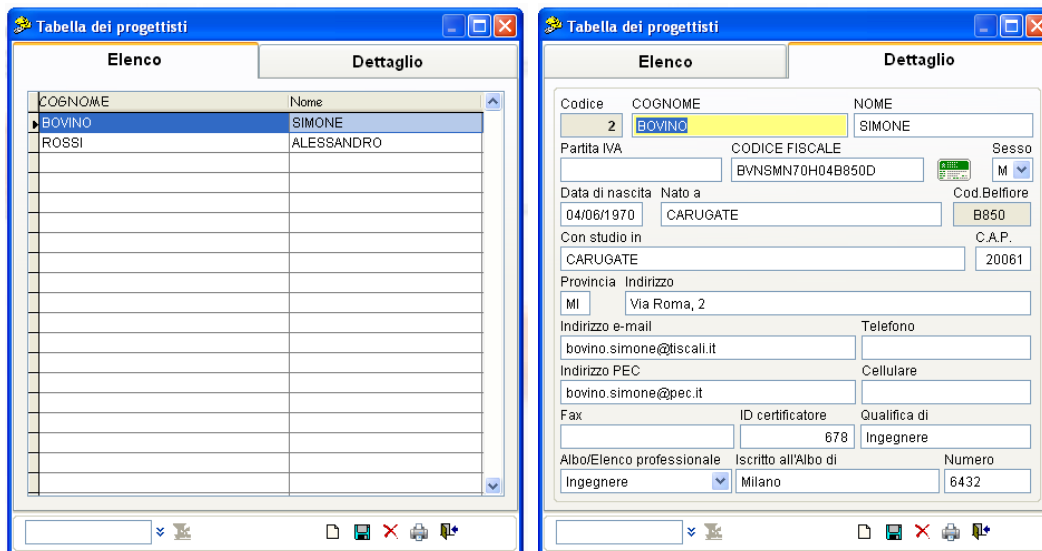 Tabella dei progettisti
Elenco Dettaglio
COGNOME Nome
BOVINO SIMONE
ROSSI ALESSANDRO
Tabella dei progettisti
Elenco Dettaglio
Codice COGNOME NOME
2 BOVINO SIMONE
Partita IVA CODICE FISCALE Sesso
BVNSMN70H04B850D M
Data di nascita Nato a Cod.Belfiore
04/06/1970 CARUGATE B850
Con studio in C.A.P.
CARUGATE 20061
Provincia Indirizzo
MI Via Roma, 2
Indirizzo e-mail Telefono
bovino.simone@tiscali.it
Indirizzo PEC Cellulare
bovino.simone@pec.it
Fax ID certificatore Qualifica di
678 Ingegnere
Albo/Elenco professionale Iscritto all'Albo di Numero
Ingegnere Milano 6432